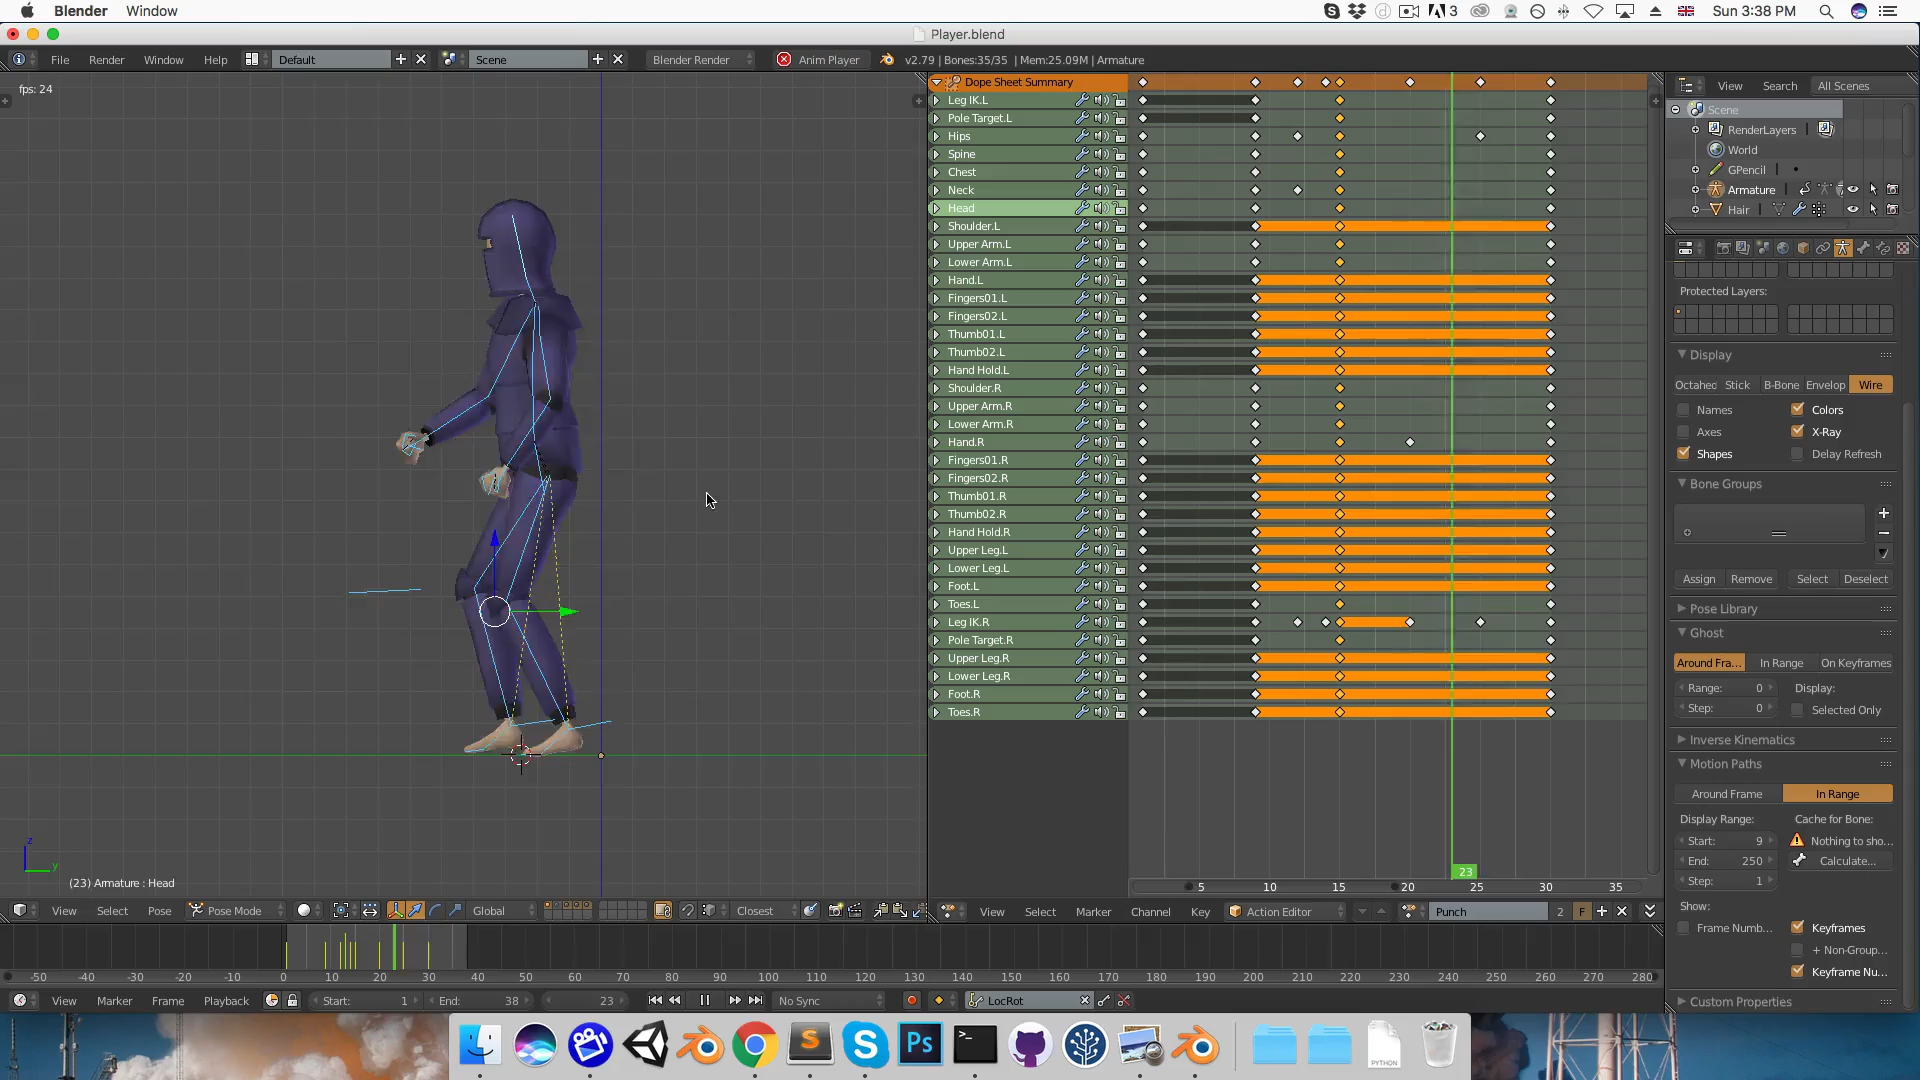 Blender Window
3 Sun 3:38 PM
Player.blend
File Render Window Help Default Scene Blender Render Anim Player v2.79 | Bones:35/35 | Mem:25.09M | Armature
fps: 24
Dope Sheet Summary
Leg IK.L
Pole Target.L
Hips
Spine
Chest
Neck
Head
Shoulder.L
Upper Arm.L
Lower Arm.L
Hand.L
Fingers01.L
Fingers02.L
Thumb01.L
Thumb02.L
Hand Hold.L
Shoulder.R
Upper Arm.R
Lower Arm.R
Hand.R
Fingers01.R
Fingers02.R
Thumb01.R
Thumb02.R
Hand Hold.R
Upper Leg.L
Lower Leg.L
Foot.L
Toes.L
Leg IK.R
Pole Target.R
Upper Leg.R
Lower Leg.R
Foot.R
Toes.R
23
5 10 15 20 25 30 35
View Search All Scenes
Scene
RenderLayers
World
GPencil
Armature
Hair
Protected Layers:
Display
Octahed Stick B-Bone Envelop Wire
Names Colors
Axes X-Ray
Shapes Delay Refresh
Bone Groups
Assign Remove Select Deselect
Pose Library
Ghost
Around Fra... In Range On Keyframes
Range: 0 Display:
Step: 0 Selected Only
Inverse Kinematics
Motion Paths
Around Frame In Range
Display Range: Cache for Bone:
Start: 9 Nothing to sho...
End: 250 Calculate...
Step: 1
Show:
Frame Numb... Keyframes
+ Non-Group...
Keyframe Nu...
Custom Properties
z
y
(23) Armature : Head
View Select Pose Pose Mode Global Closest
View Select Marker Channel Key Action Editor Punch 2 F
-50 -40 -30 -20 -10 0 10 20 30 40 50 60 70 80 90 100 110 120 130 140 150 160 170 180 190 200 210 220 230 240 250 260 270 280
View Marker Frame Playback Start: 1 End: 38 23 No Sync LocRot
S
S
Ps
>_
PYTHON